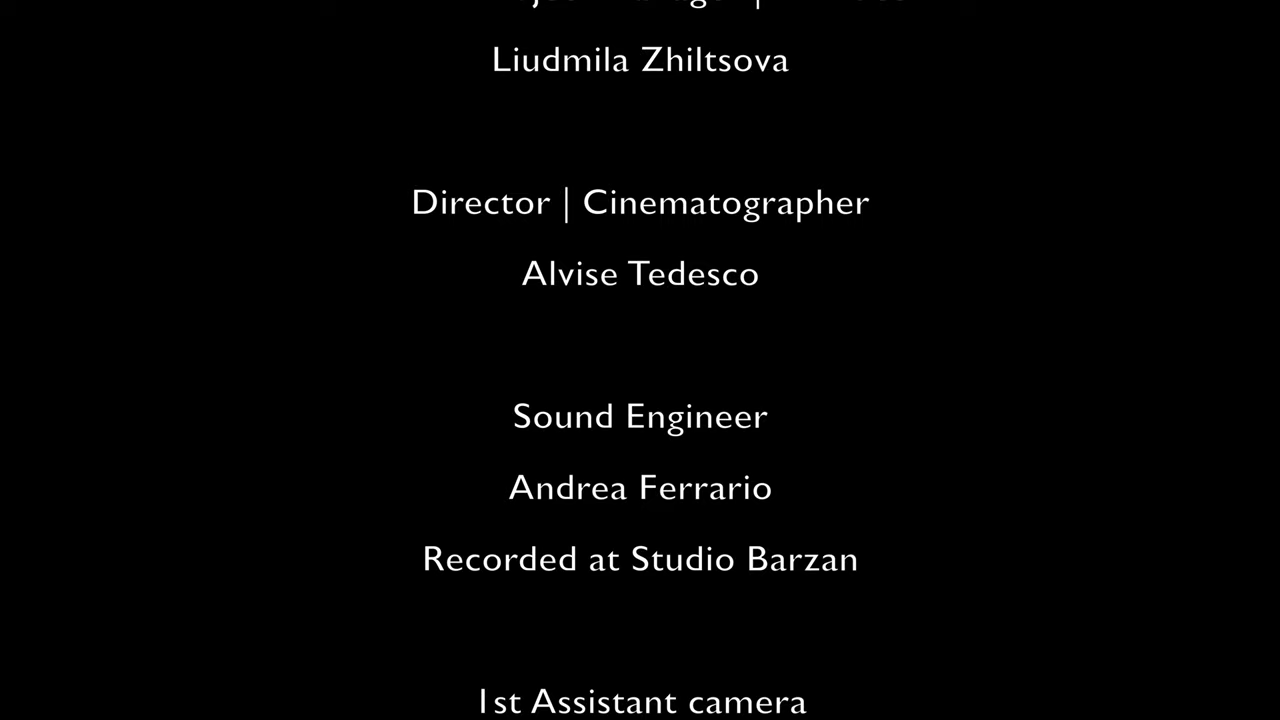 Liudmila Zhiltsova
Director | Cinematographer
Alvise Tedesco
Sound Engineer
Andrea Ferrario
Recorded at Studio Barzan
1st Assistant camera